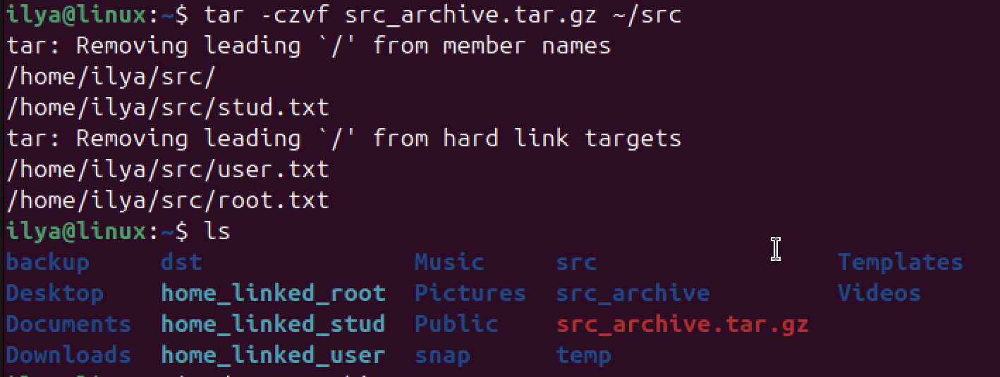 ilya@linux:~$ tar -czvf src_archive.tar.gz ~/src
tar: Removing leading `/' from member names
/home/ilya/src/
/home/ilya/src/stud.txt
tar: Removing leading `/' from hard link targets
/home/ilya/src/user.txt
/home/ilya/src/root.txt
ilya@linux:~$ ls
backup dst Music src Templates
Desktop home_linked_root Pictures src_archive Videos
Documents home_linked_stud Public src_archive.tar.gz
Downloads home_linked_user snap temp